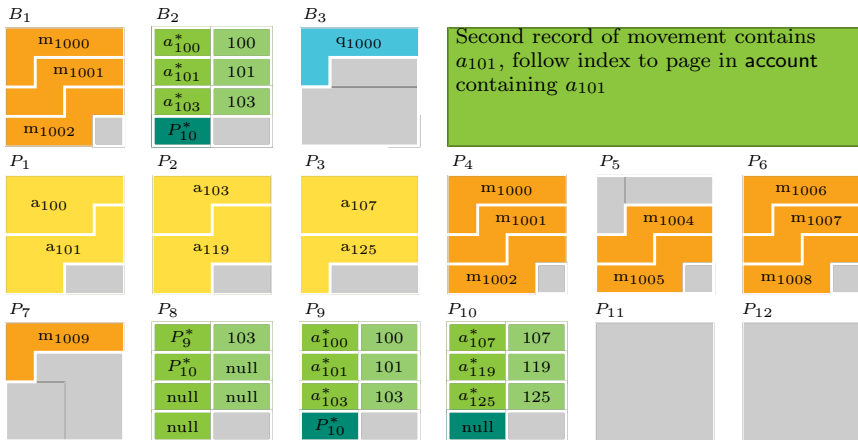 B1 B2 B3
m1000
m1001
m1002
a*100 100
a*101 101
a*103 103
P*10
q1000
Second record of movement contains
a101, follow index to page in account
containing a101
P1 P2 P3 P4 P5 P6
a100
a101
a103
a119
a107
a125
m1000
m1001
m1002
m1004
m1005
m1006
m1007
m1008
P7 P8 P9 P10 P11 P12
m1009
P*9 103
P*10 null
null null
null
a*100 100
a*101 101
a*103 103
P*10
a*107 107
a*119 119
a*125 125
null